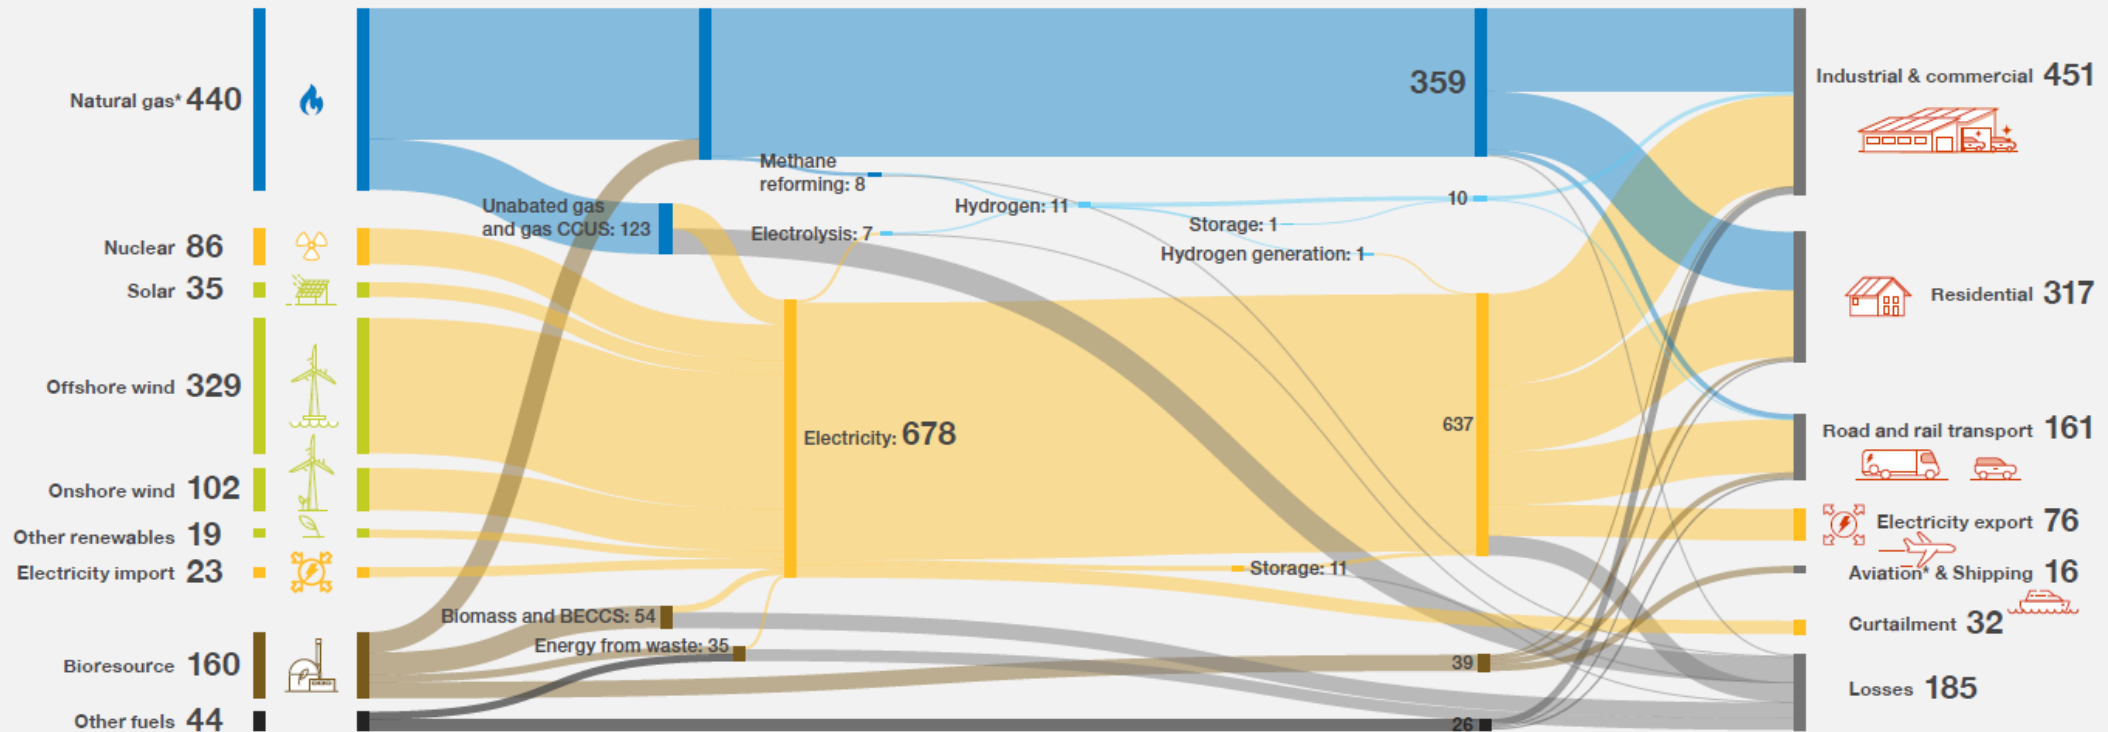 Natural gas* 440
Nuclear 86
Solar 35
Offshore wind 329
Onshore wind 102
Other renewables 19
Electricity import 23
Bioresource 160
Other fuels 44
Unabated gas
and gas CCUS: 123
Biomass and BECCS: 54
Energy from waste: 35
Methane
reforming: 8
Electrolysis: 7
Electricity: 678
Hydrogen: 11
Storage: 1
Hydrogen generation: 1
Storage: 11
359
10
637
39
26
Industrial & commercial 451
Residential 317
Road and rail transport 161
Electricity export 76
Aviation* & Shipping 16
Curtailment 32
Losses 185